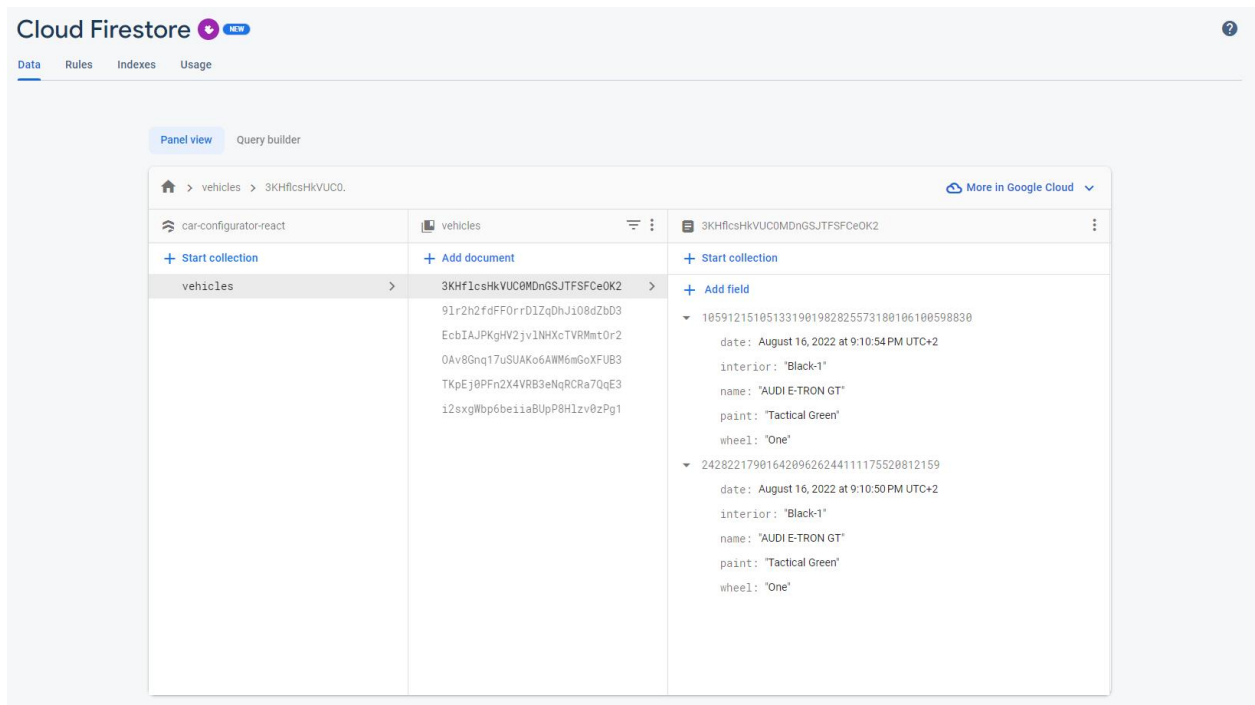 Cloud Firestore NEW
Data Rules Indexes Usage
Panel view Query builder
vehicles > 3KHflcsHkVUC0.
More in Google Cloud
car-configurator-react
vehicles
3KHflcsHkVUC0MDnGSJTFSFCeOK2
+ Start collection
+ Add document
+ Start collection
vehicles
3KHflcsHkVUC0MDnGSJTFSFCeOK2
9lr2h2fdFFOrrDlZqDhJiO8dZbD3
EcbIAJPKgHV2jvlNHXcTVRMmtOr2
OAv8Gnq17uSUAKo6AWM6mGoXFUB3
TKpEj0PFn2X4VRB3eNqRCRa7QqE3
i2sxgWbp6beiiaBUpP8Hlzv0zPg1
+ Add field
105912151051331901982825573180106100598830
date: August 16, 2022 at 9:10:54 PM UTC+2
interior: "Black-1"
name: "AUDI E-TRON GT"
paint: "Tactical Green"
wheel: "One"
242822179016420962624411117552081215​9
date: August 16, 2022 at 9:10:50 PM UTC+2
interior: "Black-1"
name: "AUDI E-TRON GT"
paint: "Tactical Green"
wheel: "One"